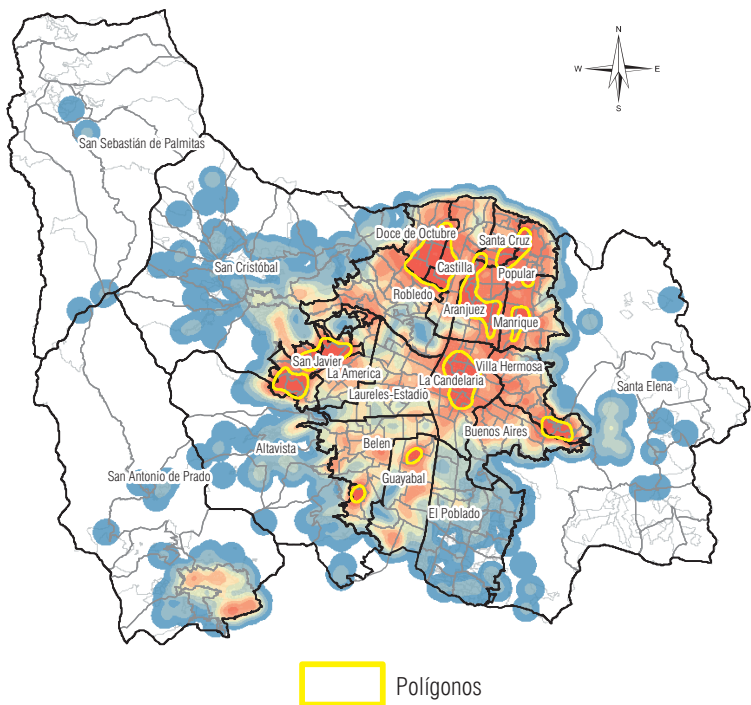 N
W E
S
San Sebastián de Palmitas
Doce de Octubre
Santa Cruz
San Cristóbal
Castilla
Popular
Robledo
Aranjuez
Manrique
San Javier
Villa Hermosa
La America
La Candelaria
Santa Elena
Laureles-Estadio
Buenos Aires
Belen
Altavista
San Antonio de Prado
Guayabal
El Poblado
Polígonos